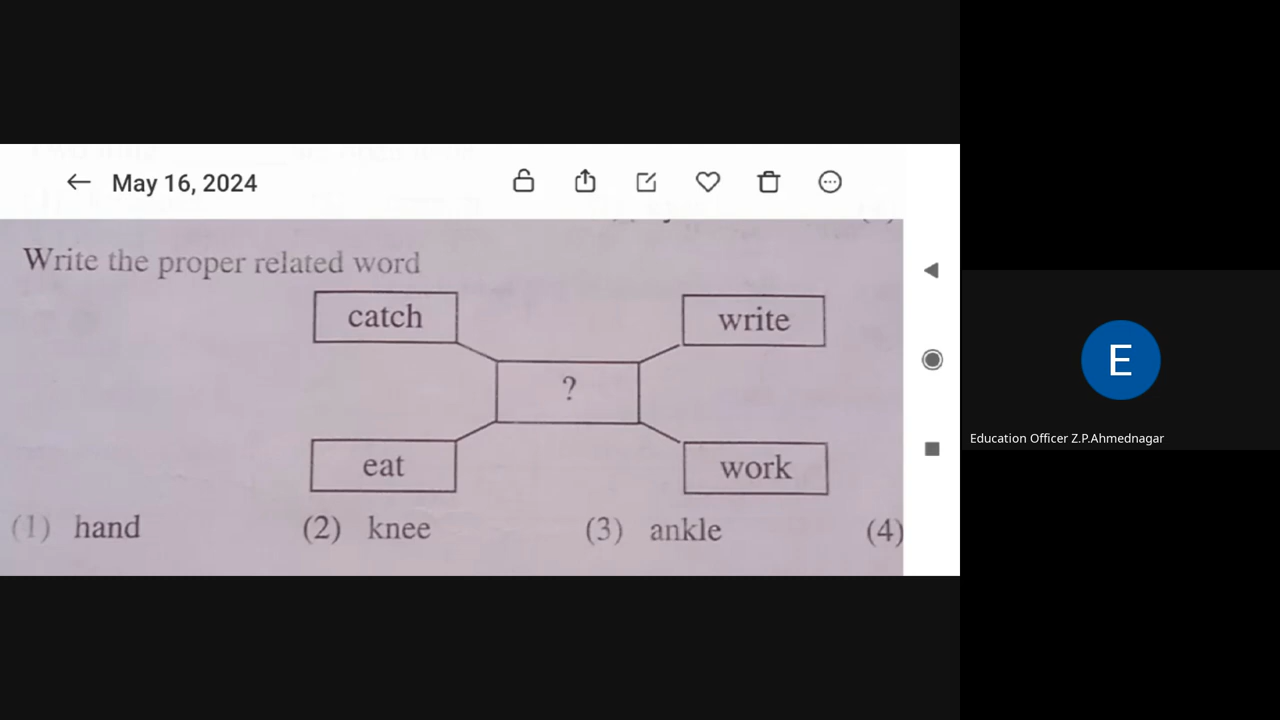 May 16, 2024
Write the proper related word
catch
write
?
eat
work
(1) hand (2) knee (3) ankle (4)
E
Education Officer Z.P.Ahmednagar